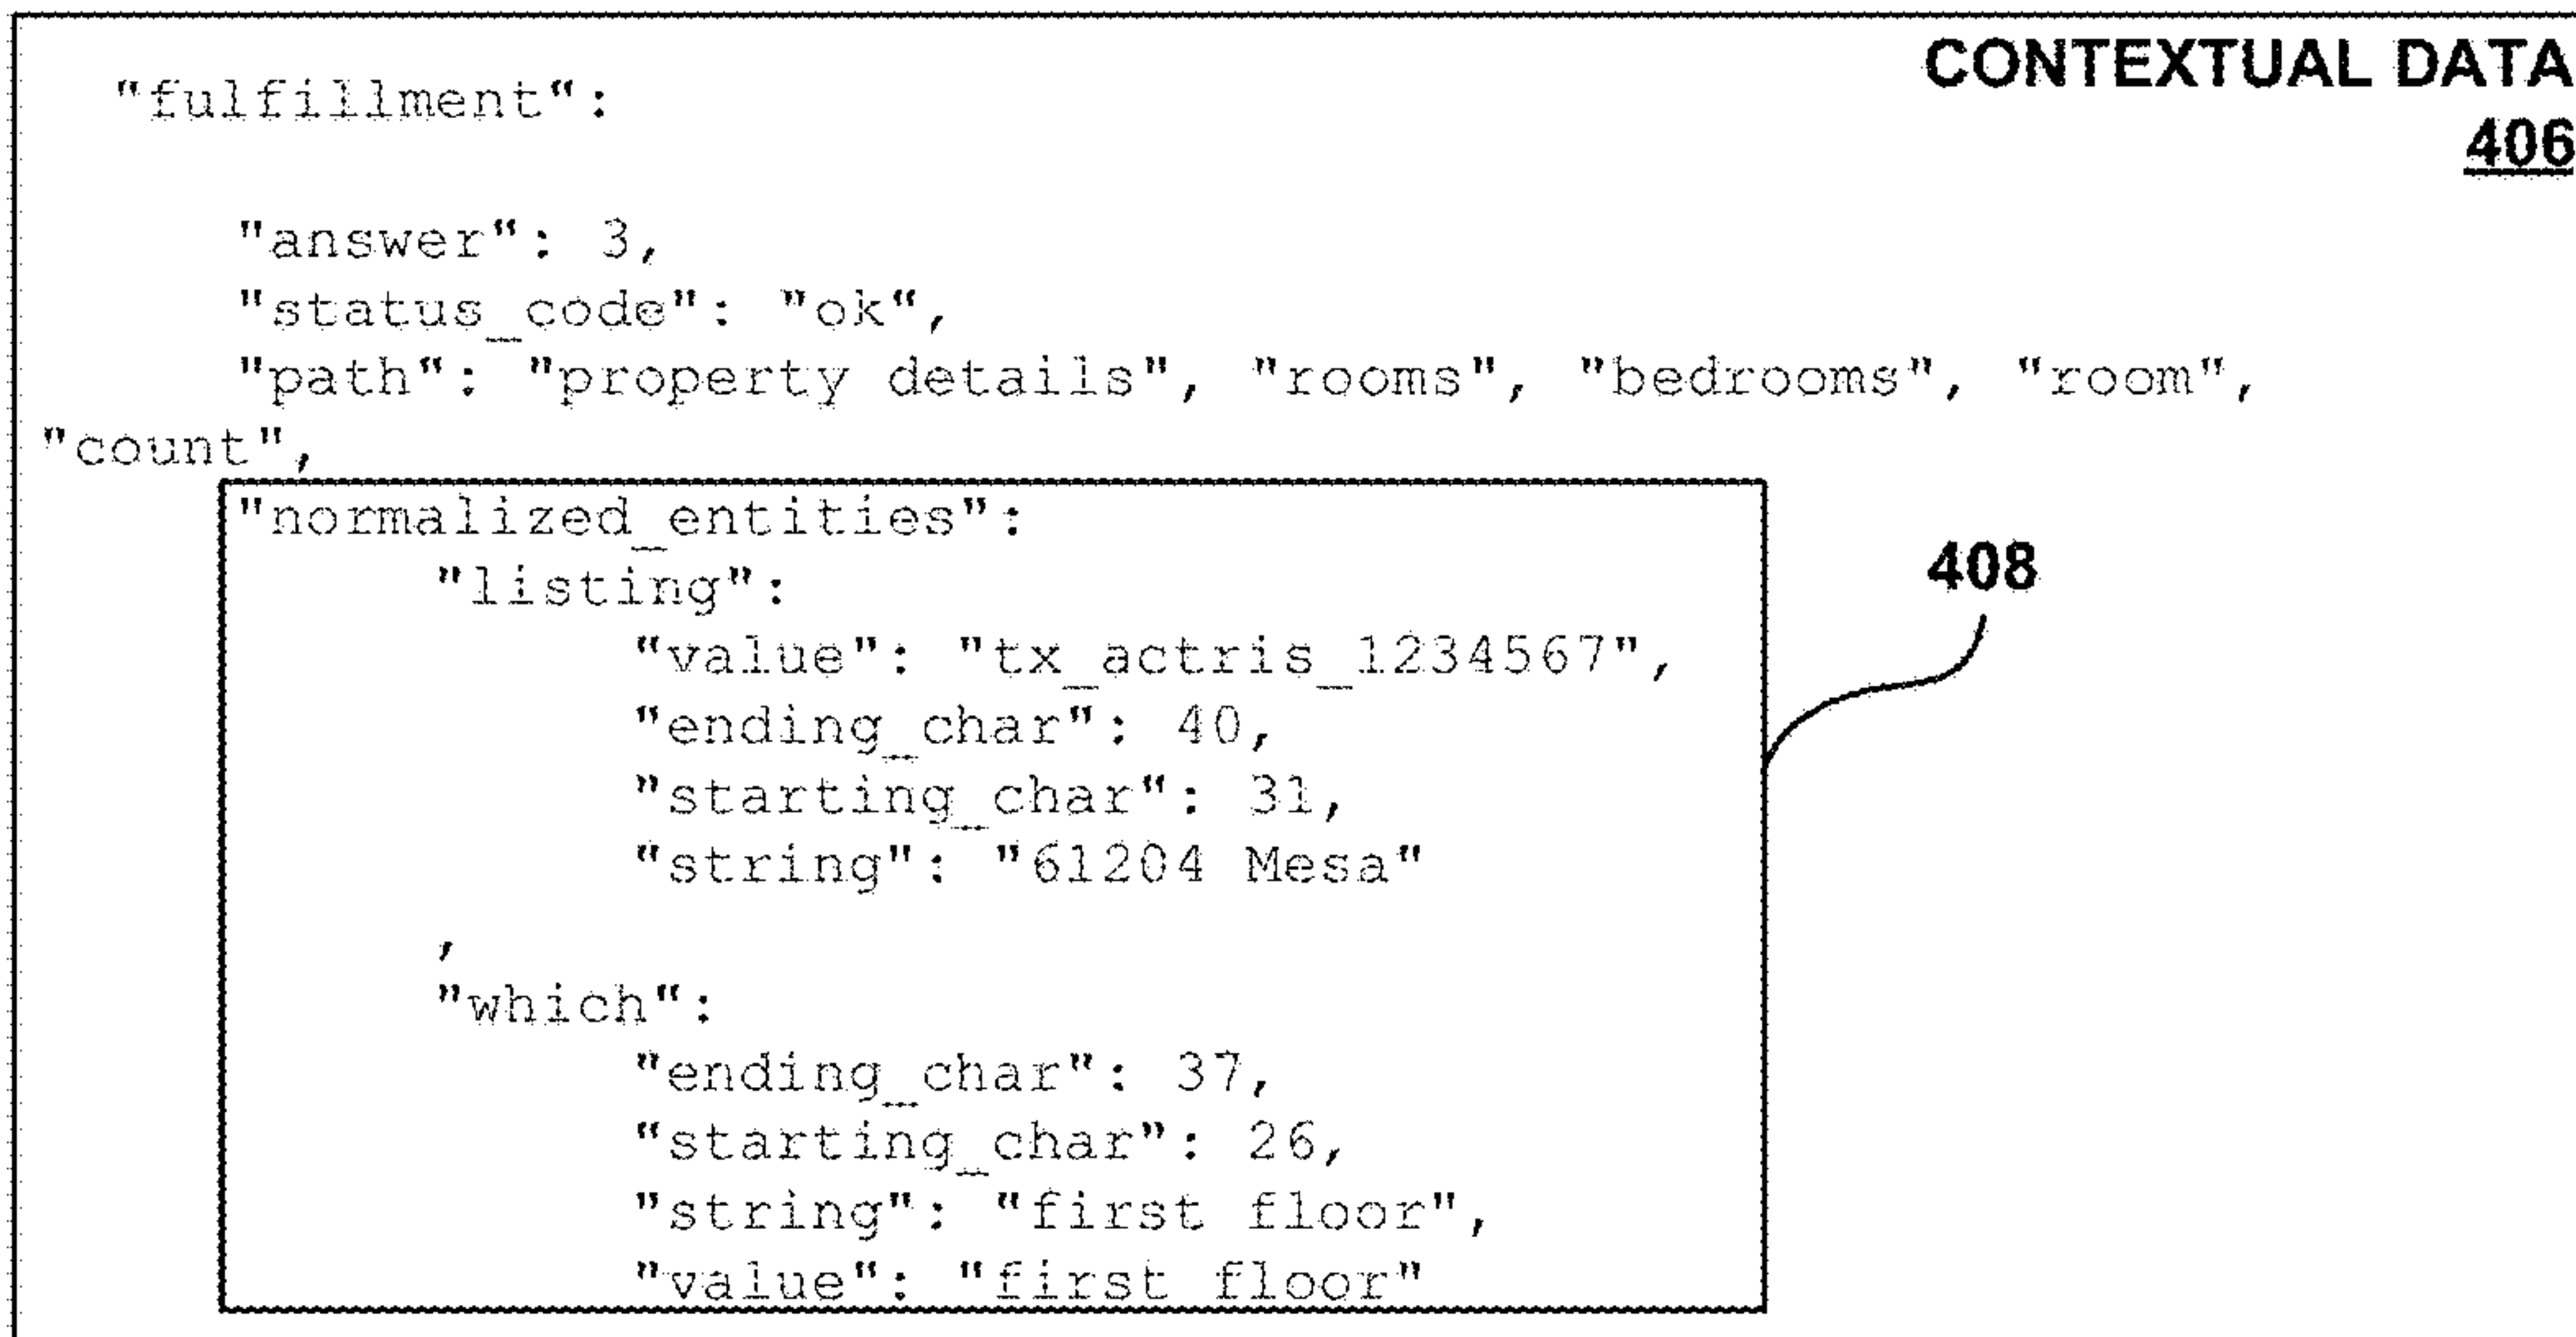 CONTEXTUAL DATA
406
"fulfillment":
"answer": 3,
"status_code": "ok",
"path": "property details", "rooms", "bedrooms", "room",
"count",
"normalized_entities":
"listing":
"value": "tx_actris_1234567",
"ending_char": 40,
"starting_char": 31,
"string": "61204 Mesa"
,
"which":
"ending_char": 37,
"starting_char": 26,
"string": "first floor",
"value": "first floor"
408